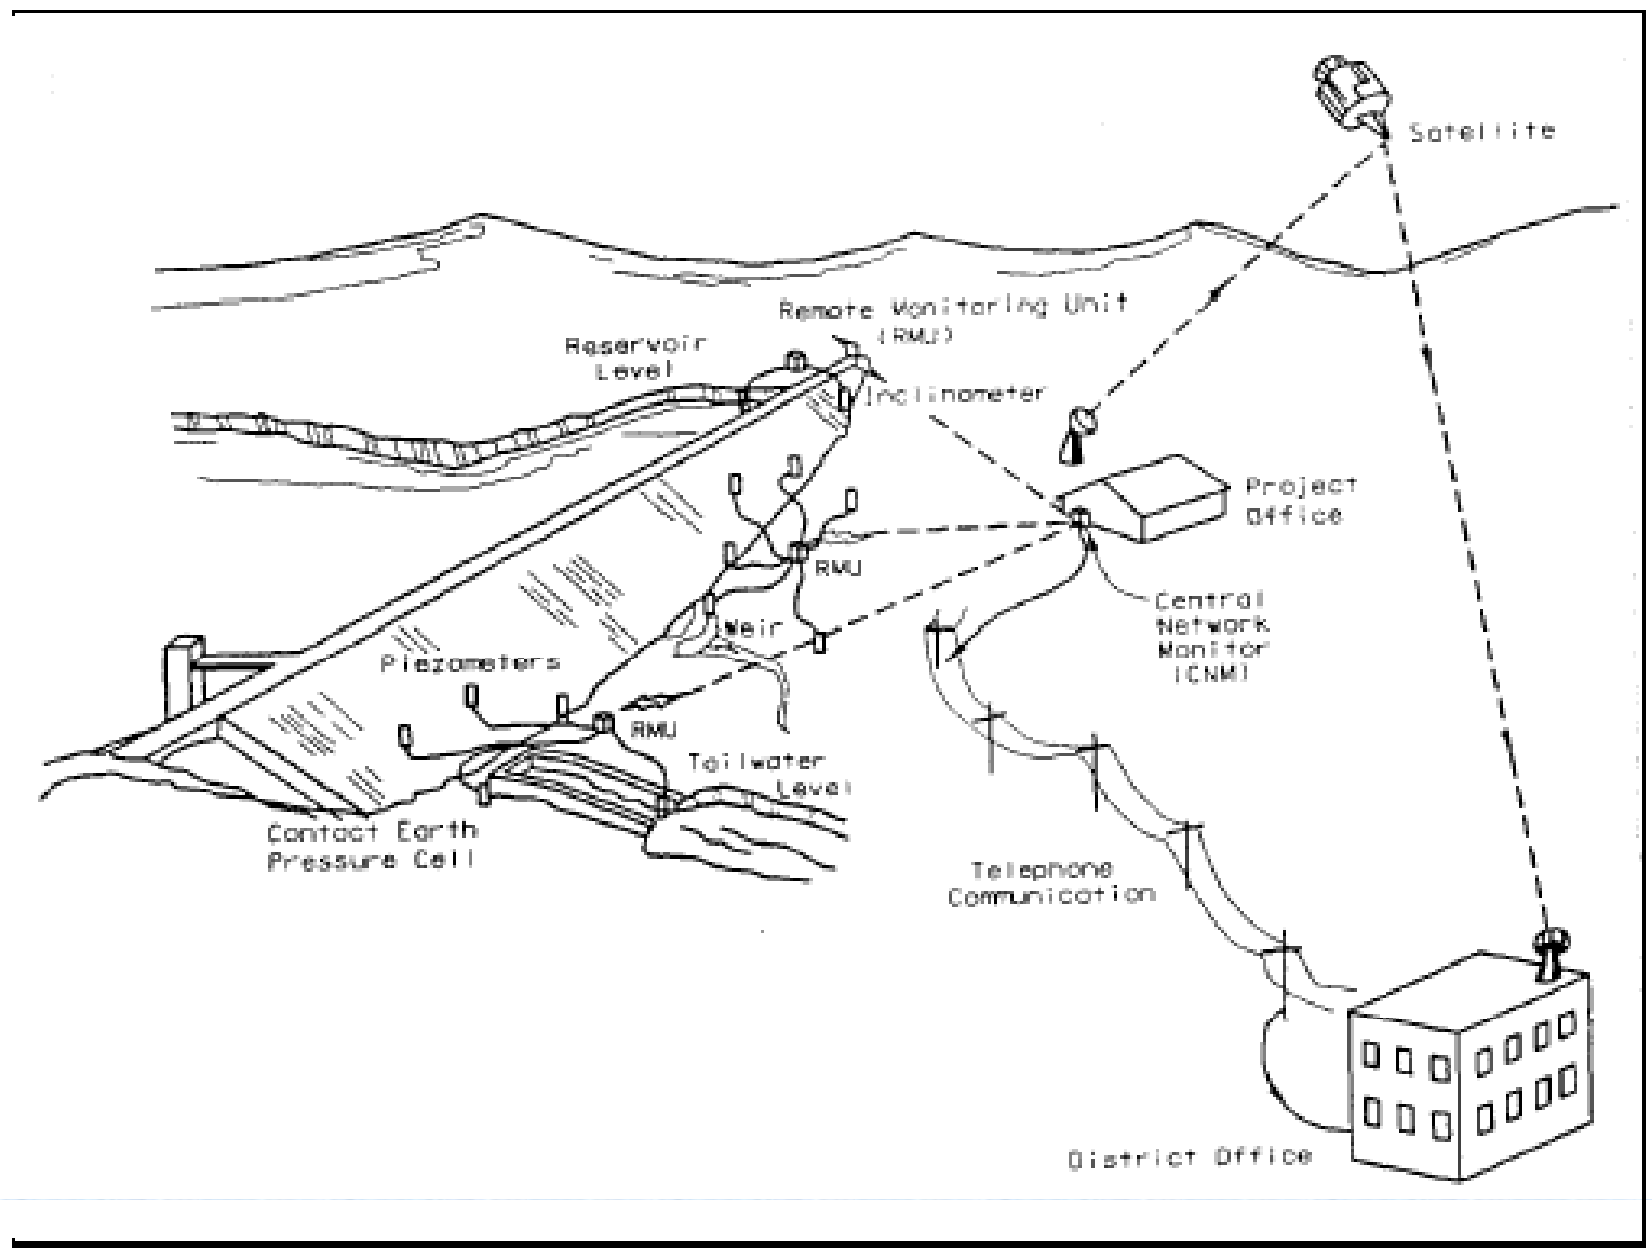 Satellite
Remote Monitoring Unit
(RMU)
Reservoir
Level
Inclinometer
Project
Office
RMU
Central
Network
Monitor
(CNM)
Weir
Piezometers
RMU
Tailwater
Level
Contact Earth
Pressure Cell
Telephone
Communication
District Office